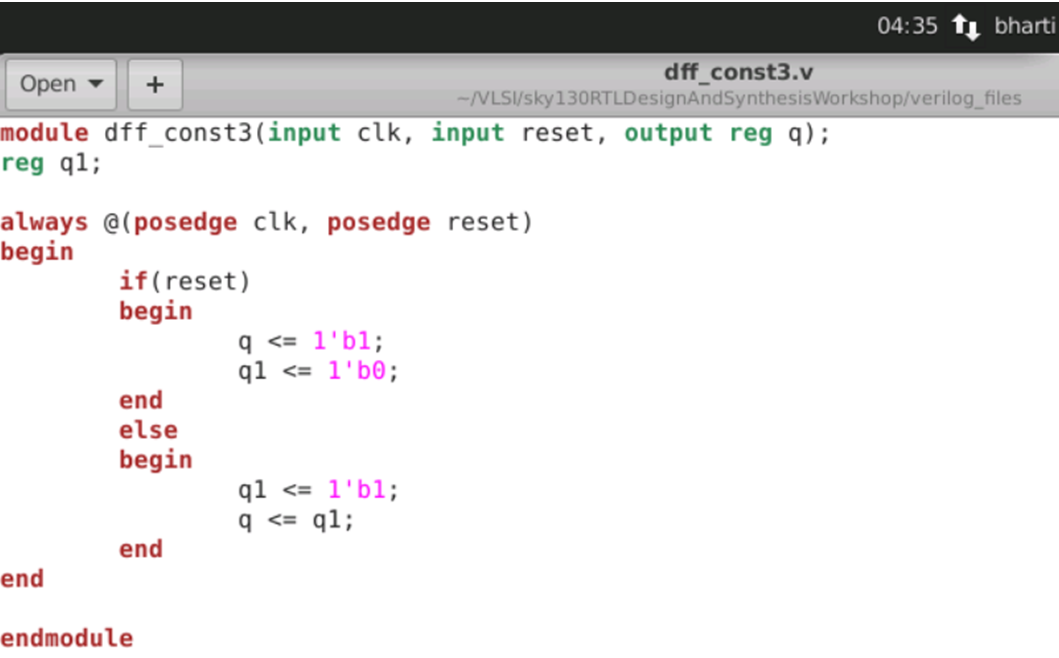 04:35 bharti
Open +
dff_const3.v
~/VLSI/sky130RTLDesignAndSynthesisWorkshop/verilog_files
module dff_const3(input clk, input reset, output reg q);
reg q1;
always @(posedge clk, posedge reset)
begin
if(reset)
begin
q <= 1'b1;
q1 <= 1'b0;
end
else
begin
q1 <= 1'b1;
q <= q1;
end
end
endmodule